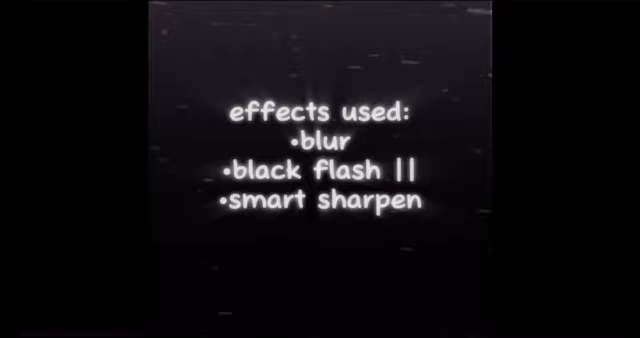 effects used:
•blur
•black flash ||
•smart sharpen